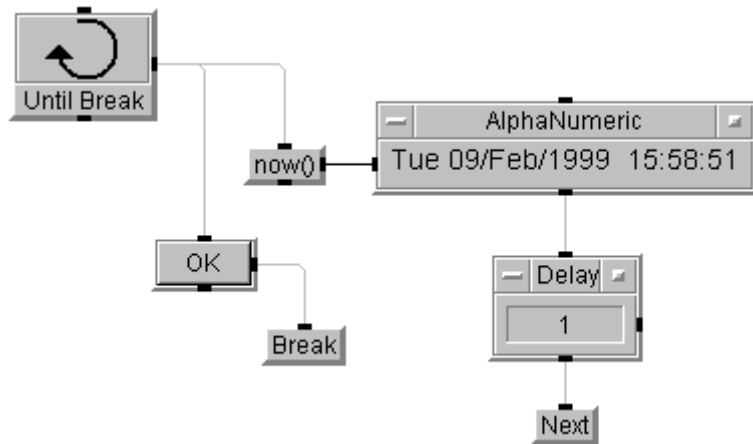 Until Break
AlphaNumeric
now()
Tue 09/Feb/1999 15:58:51
OK
Delay
1
Break
Next